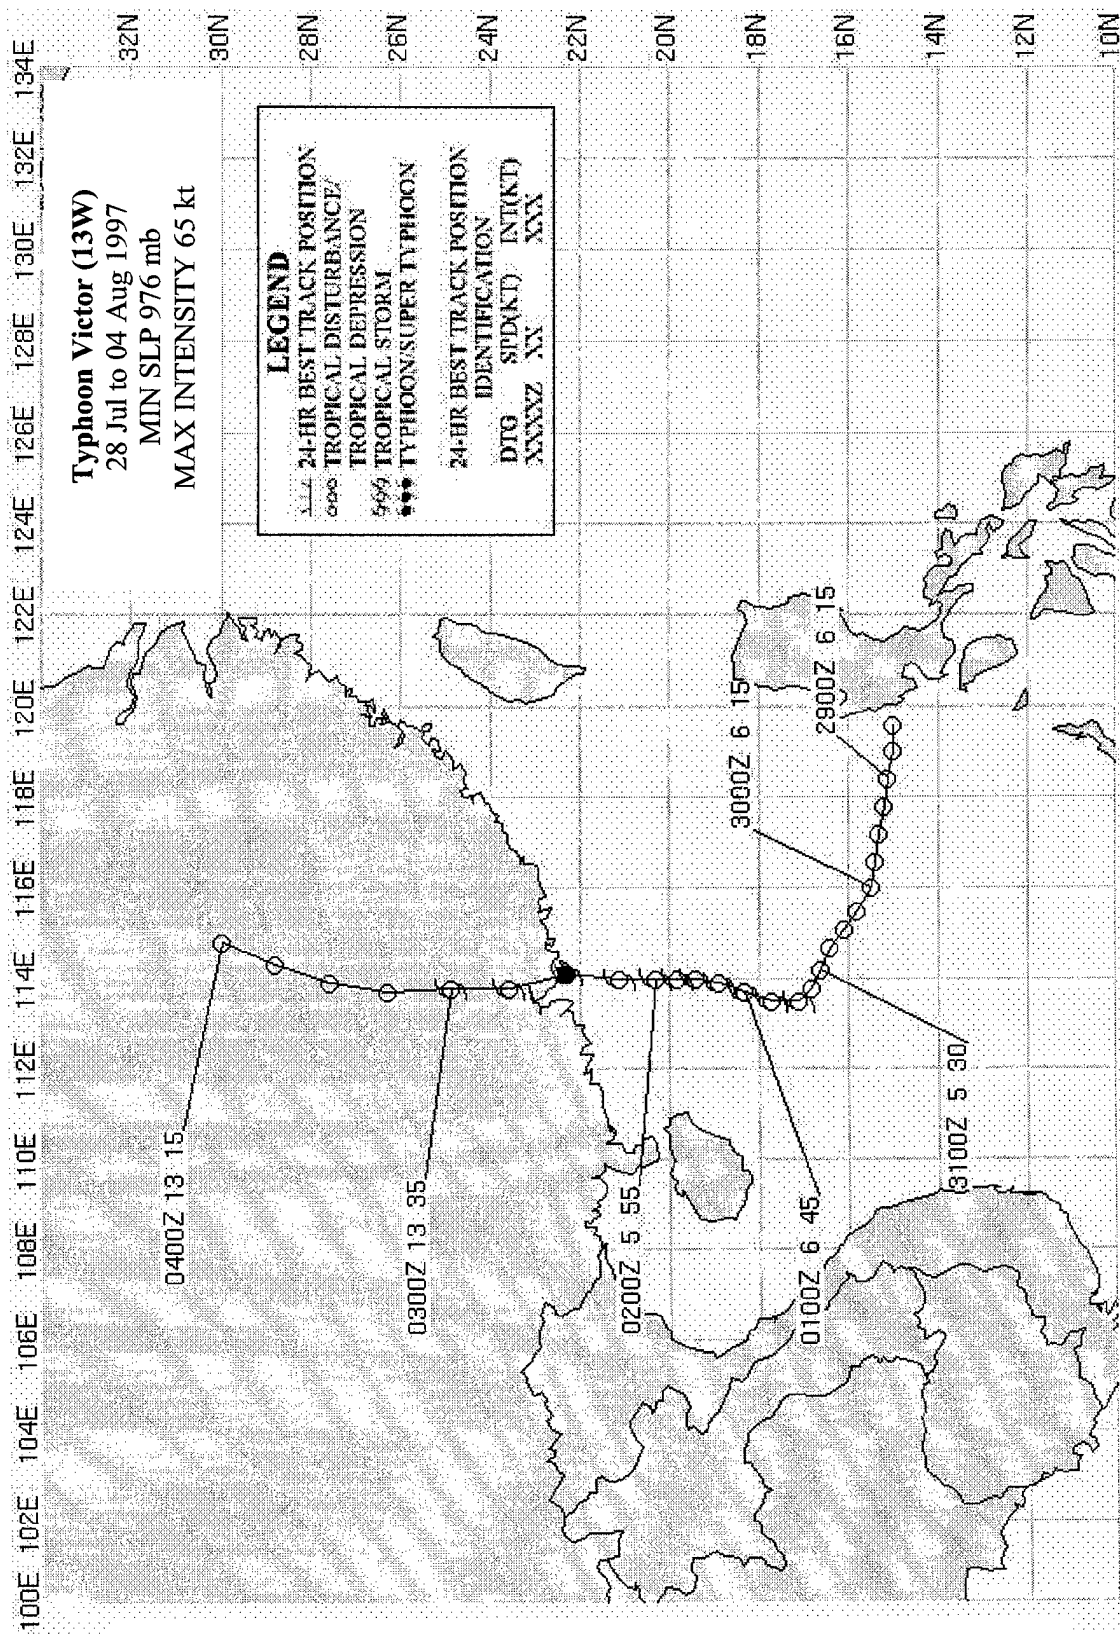 Typhoon Victor (13W)
28 Jul to 04 Aug 1997
MIN SLP 976 mb
MAX INTENSITY 65 kt
LEGEND
24-HR BEST TRACK POSITION
TROPICAL DISTURBANCE/
TROPICAL DEPRESSION
TROPICAL STORM
TYPHOON/SUPER TYPHOON
24-HR BEST TRACK POSITION
IDENTIFICATION
DTG SPD(KT) INT(KT)
XXXXZ XX XXX
100E 102E 104E 106E 108E 110E 112E 114E 116E 118E 120E 122E 124E 126E 128E 130E 132E 134E
32N
30N
28N
26N
24N
22N
20N
18N
16N
14N
12N
10N
0400Z 13 15
0300Z 13 35
0200Z 5 55
0100Z 6 45
3100Z 5 30
3000Z 6 15
2900Z 6 15